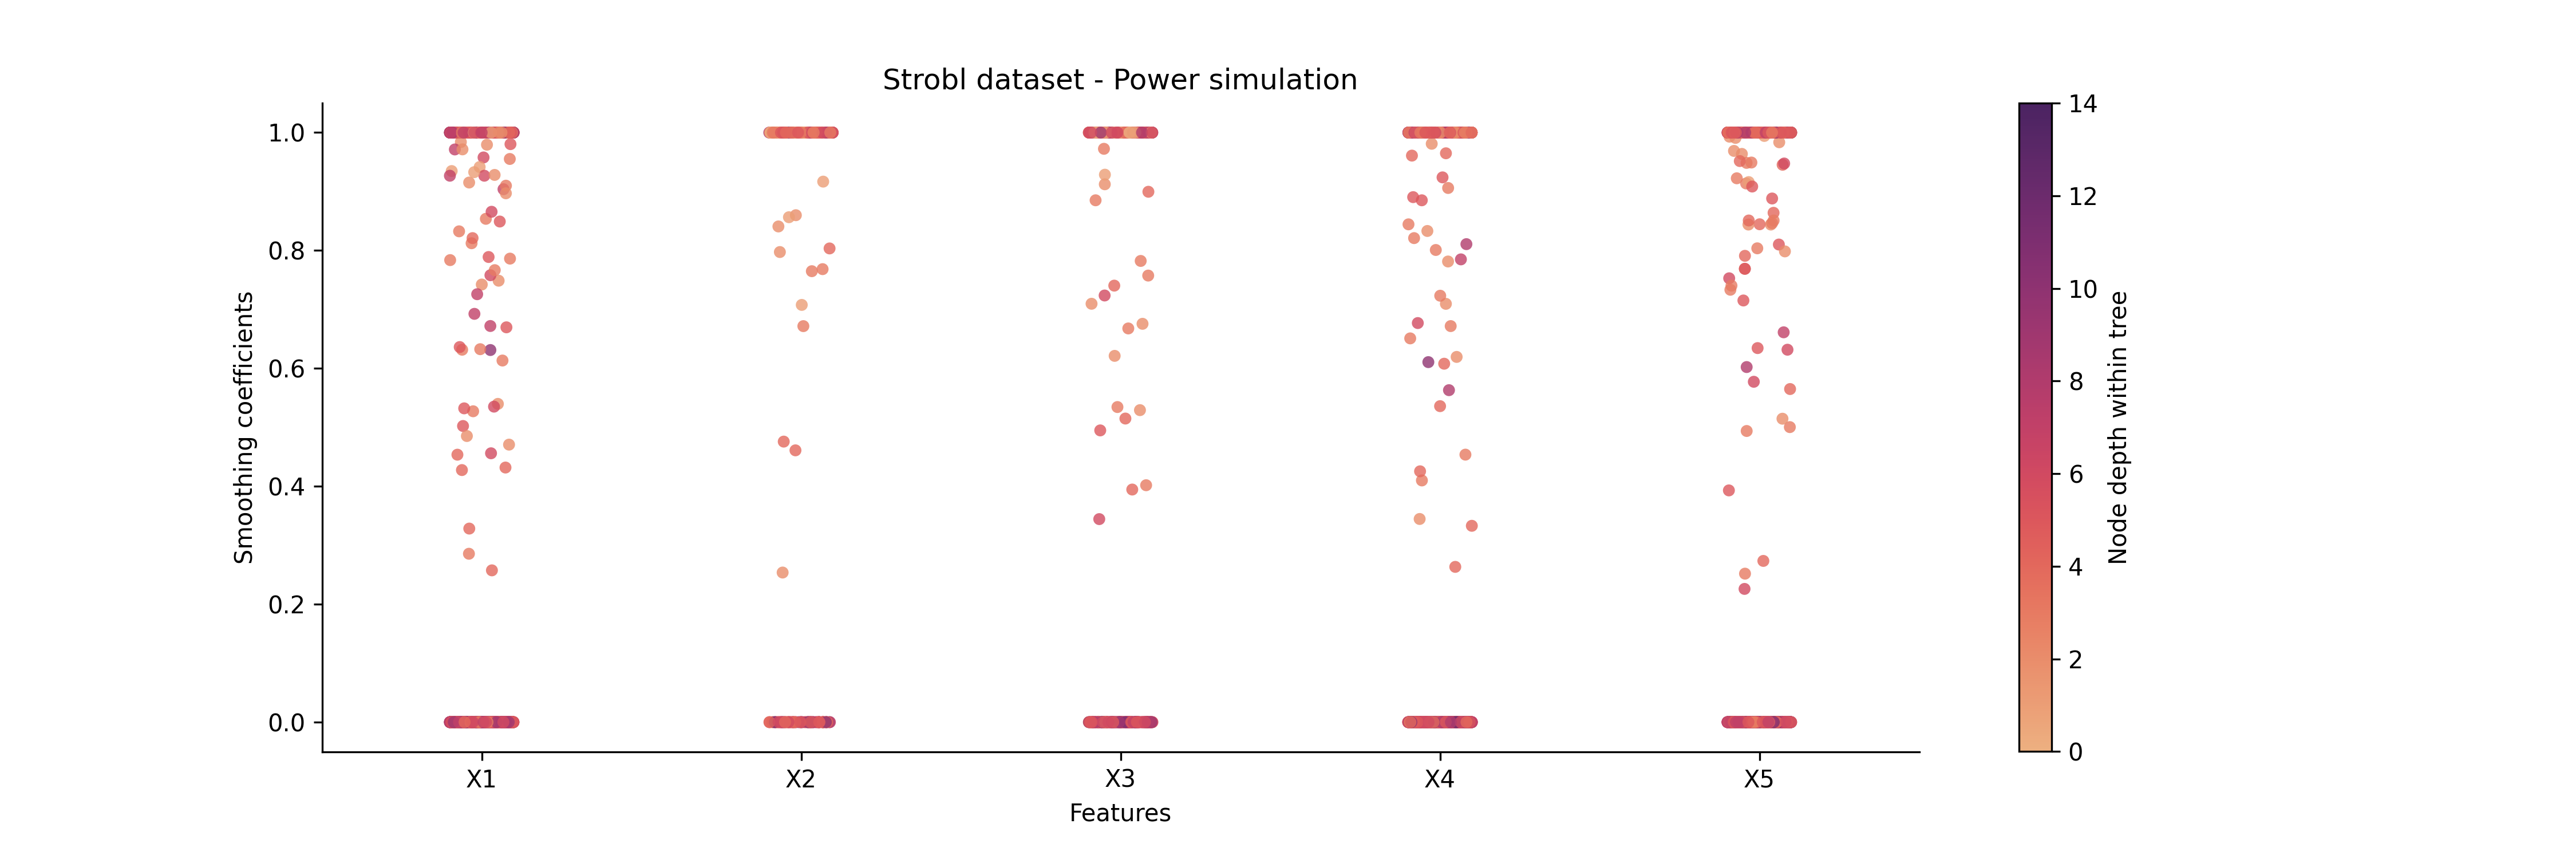 Strobl dataset - Power simulation
Smoothing coefficients
1.0
0.8
0.6
0.4
0.2
0.0
X1 X2 X3 X4 X5
Features
14
12
10
8
6
4
2
0
Node depth within tree